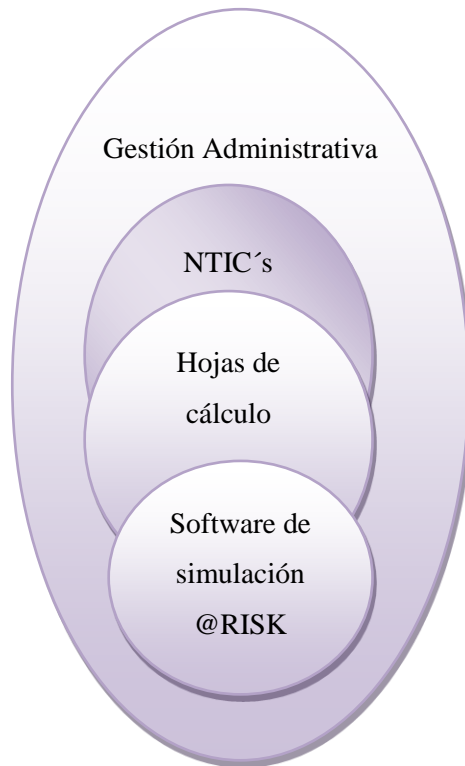 Gestión Administrativa
NTIC´s
Hojas de
cálculo
Software de
simulación
@RISK